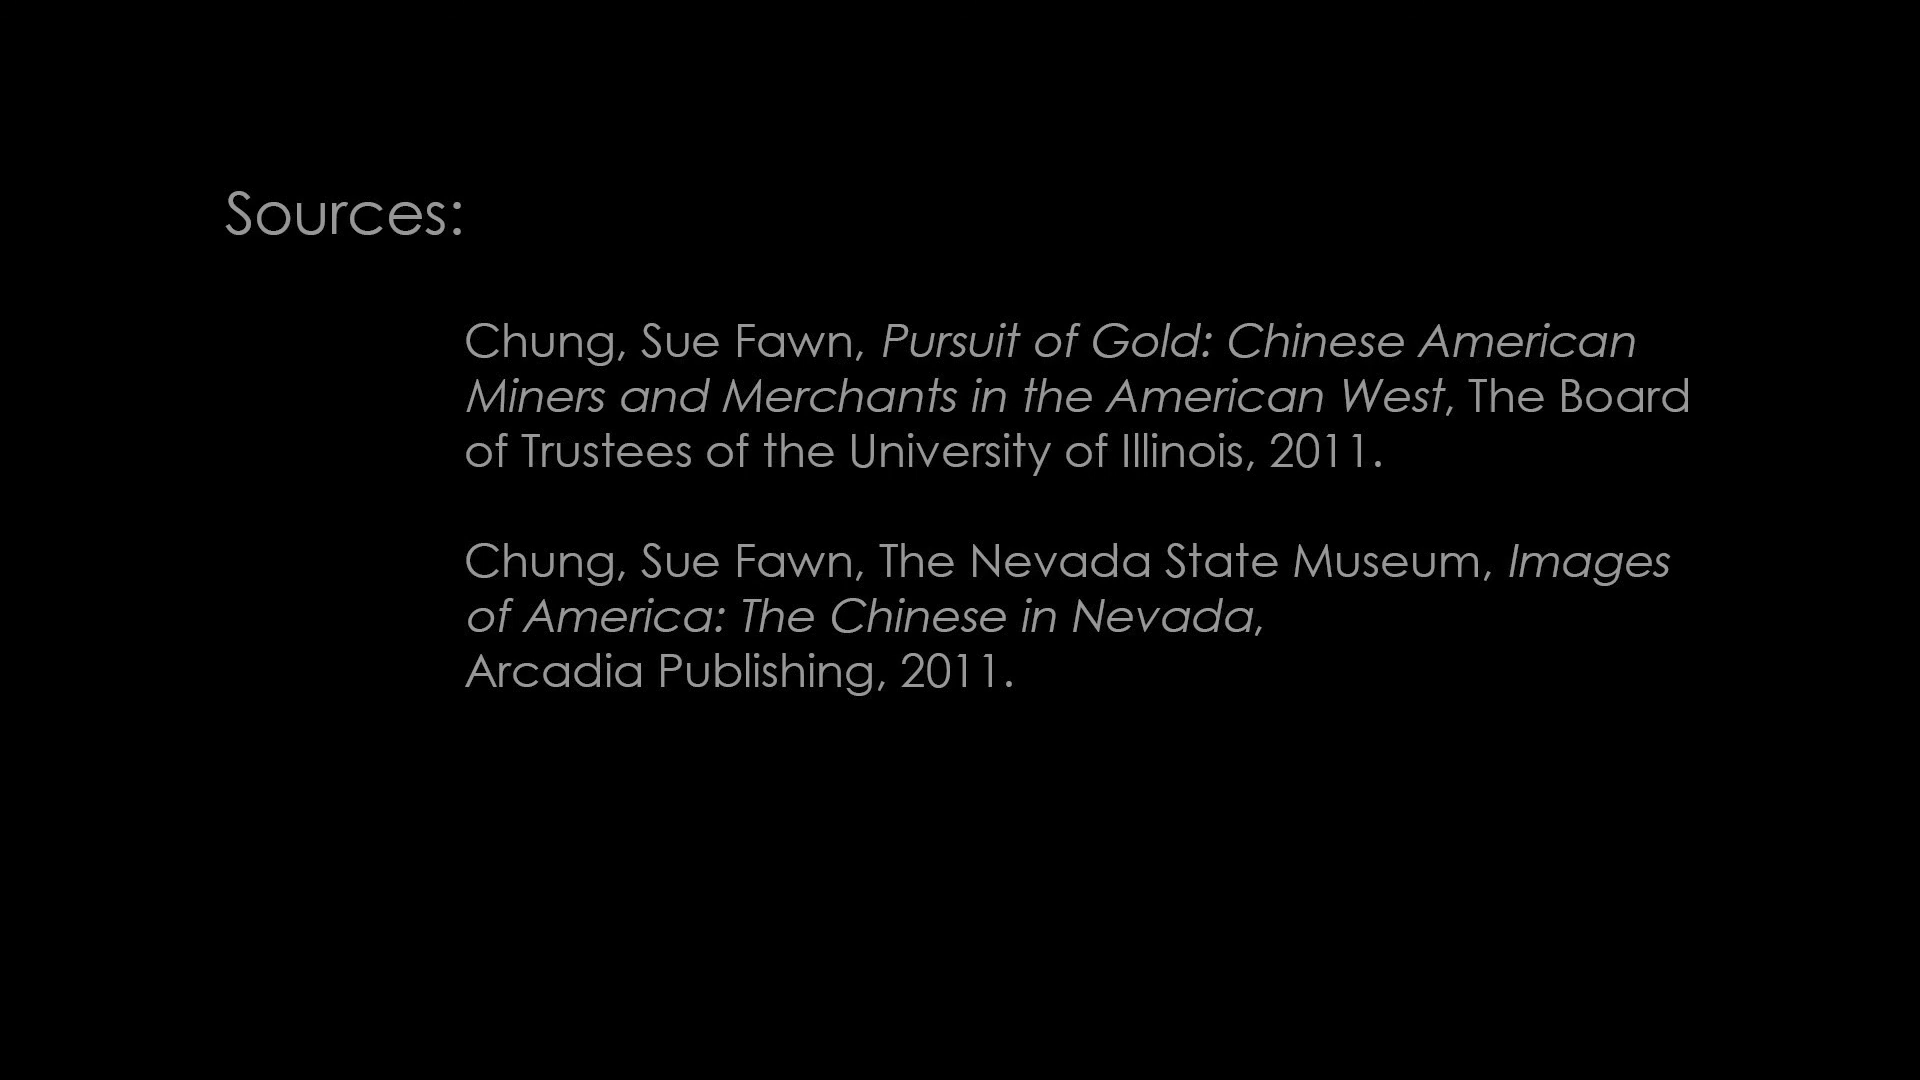 Sources:
Chung, Sue Fawn, Pursuit of Gold: Chinese American
Miners and Merchants in the American West, The Board
of Trustees of the University of Illinois, 2011.
Chung, Sue Fawn, The Nevada State Museum, Images
of America: The Chinese in Nevada,
Arcadia Publishing, 2011.